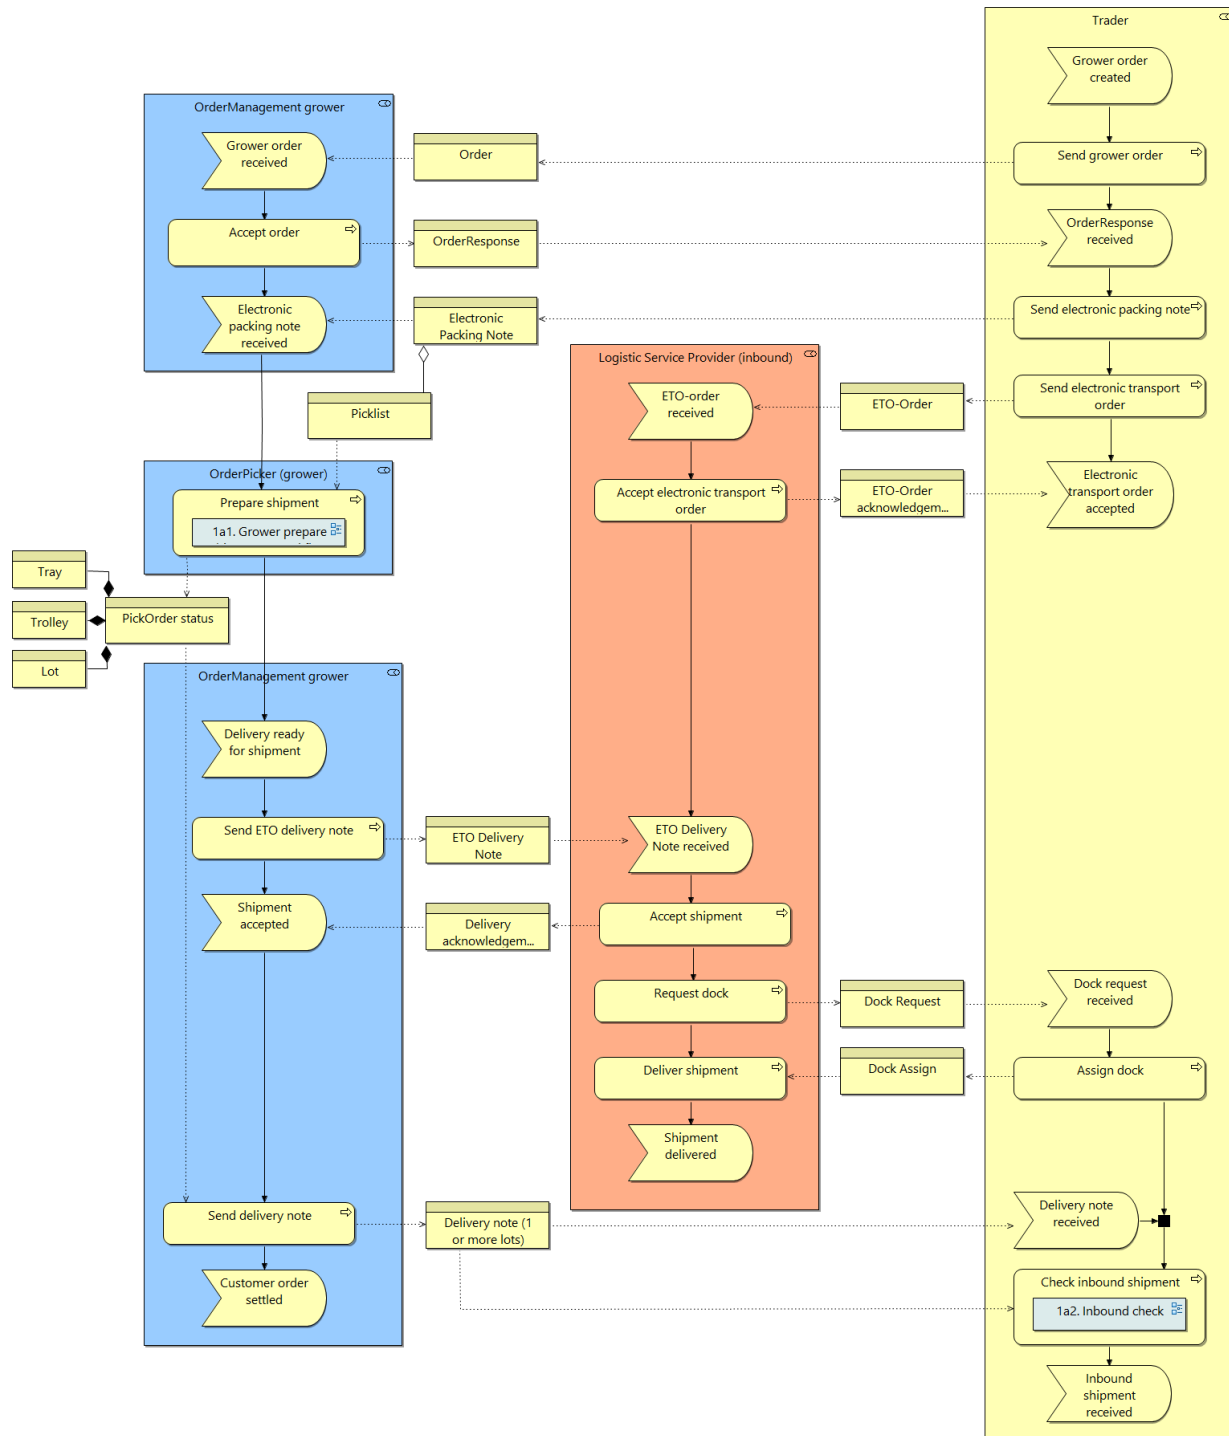 Trader
Grower order
created
OrderManagement grower
Grower order
received
Order
Send grower order
Accept order
OrderResponse
OrderResponse
received
Electronic
packing note
received
Electronic
Packing Note
Send electronic packing note
Logistic Service Provider (inbound)
ETO-order
received
ETO-Order
Send electronic transport
order
Picklist
OrderPicker (grower)
Prepare shipment
1a1. Grower prepare
Accept electronic transport
order
ETO-Order
acknowledgem...
Electronic
transport order
accepted
Tray
Trolley
Lot
PickOrder status
OrderManagement grower
Delivery ready
for shipment
Send ETO delivery note
ETO Delivery
Note
ETO Delivery
Note received
Shipment
accepted
Delivery
acknowledgem...
Accept shipment
Request dock
Dock Request
Dock request
received
Deliver shipment
Dock Assign
Assign dock
Shipment
delivered
Send delivery note
Delivery note (1
or more lots)
Delivery note
received
Customer order
settled
Check inbound shipment
1a2. Inbound check
Inbound
shipment
received